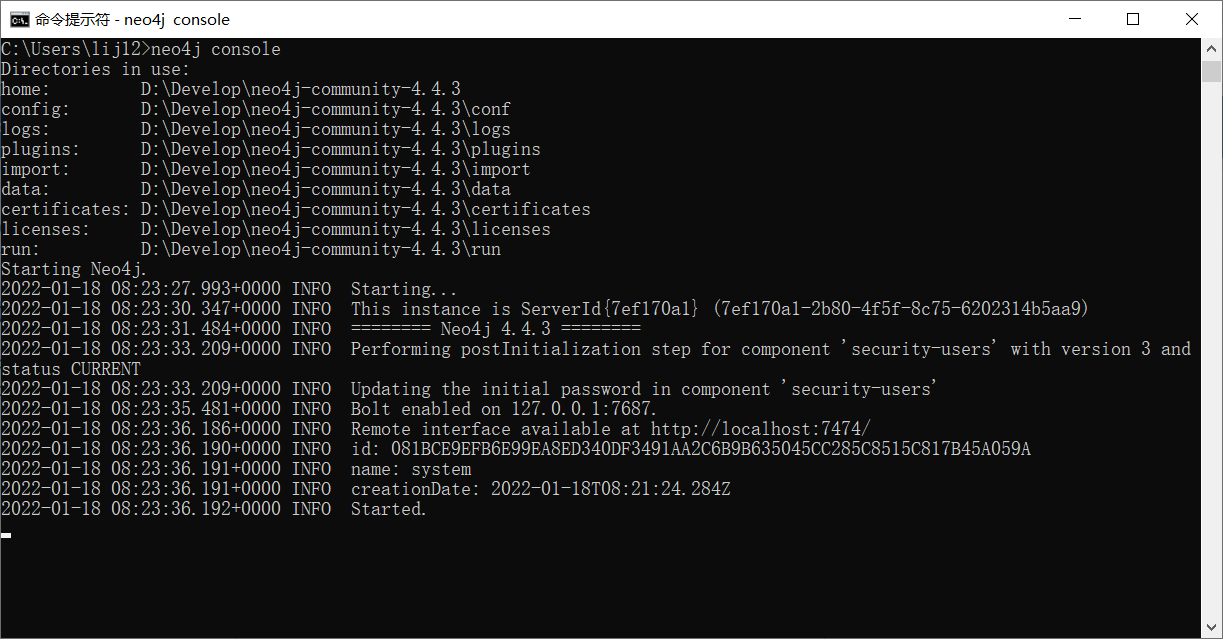 命令提示符 - neo4j  console
C:\Users\lij12>neo4j console
Directories in use:
home:         D:\Develop\neo4j-community-4.4.3
config:       D:\Develop\neo4j-community-4.4.3\conf
logs:         D:\Develop\neo4j-community-4.4.3\logs
plugins:      D:\Develop\neo4j-community-4.4.3\plugins
import:       D:\Develop\neo4j-community-4.4.3\import
data:         D:\Develop\neo4j-community-4.4.3\data
certificates: D:\Develop\neo4j-community-4.4.3\certificates
licenses:     D:\Develop\neo4j-community-4.4.3\licenses
run:          D:\Develop\neo4j-community-4.4.3\run
Starting Neo4j.
2022-01-18 08:23:27.993+0000 INFO  Starting...
2022-01-18 08:23:30.347+0000 INFO  This instance is ServerId{7ef170a1} (7ef170a1-2b80-4f5f-8c75-6202314b5aa9)
2022-01-18 08:23:31.484+0000 INFO  ======== Neo4j 4.4.3 ========
2022-01-18 08:23:33.209+0000 INFO  Performing postInitialization step for component 'security-users' with version 3 and
status CURRENT
2022-01-18 08:23:33.209+0000 INFO  Updating the initial password in component 'security-users'
2022-01-18 08:23:35.481+0000 INFO  Bolt enabled on 127.0.0.1:7687.
2022-01-18 08:23:36.186+0000 INFO  Remote interface available at http://localhost:7474/
2022-01-18 08:23:36.190+0000 INFO  id: 081BCE9EFB6E99EA8ED340DF3491AA2C6B9B635045CC285C8515C817B45A059A
2022-01-18 08:23:36.191+0000 INFO  name: system
2022-01-18 08:23:36.191+0000 INFO  creationDate: 2022-01-18T08:21:24.284Z
2022-01-18 08:23:36.192+0000 INFO  Started.